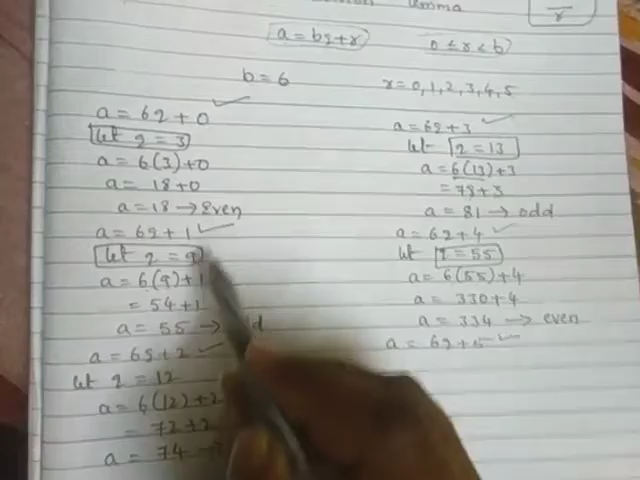 a = bq + r
0 ≤ r < b
b = 6
r = 0, 1, 2, 3, 4, 5
a = 6q + 0
let q = 3
a = 6(3) + 0
a = 18 + 0
a = 18 → even
a = 6q + 1
let q = 9
a = 6(9) + 1
= 54 + 1
a = 55 →
a = 6q + 2
let q = 12
a = 6(12) + 2
= 72 + 2
a = 74
a = 6q + 3
let q = 13
a = 6(13) + 3
= 78 + 3
a = 81 → odd
a = 6q + 4
let q = 55
a = 6(55) + 4
a = 330 + 4
a = 334 → even
a = 6q + 5